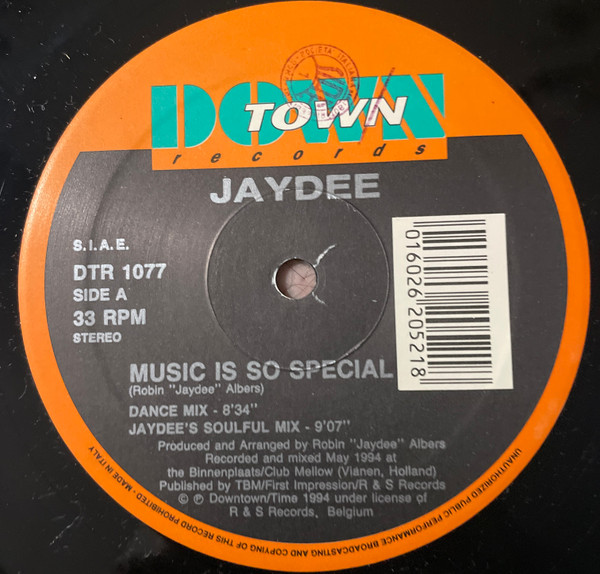 DOWN
TOWN
records
JAYDEE
S.I.A.E.
DTR 1077
SIDE A
33 RPM
STEREO
016026 205218
MUSIC IS SO SPECIAL
(Robin "Jaydee" Albers)
DANCE MIX - 8'34"
JAYDEE'S SOULFUL MIX - 9'07"
Produced and Arranged by Robin "Jaydee" Albers
Recorded and mixed May 1994 at
the Binnenplaats/Club Mellow (Vianen, Holland)
Published by TBM/First Impression/R & S Records
© ℗ Downtown/Time 1994 under license of
R & S Records, Belgium
UNAUTHORIZED PUBLIC PERFORMANCE BROADCASTING AND COPYING OF THIS RECORD PROHIBITED - MADE IN ITALY